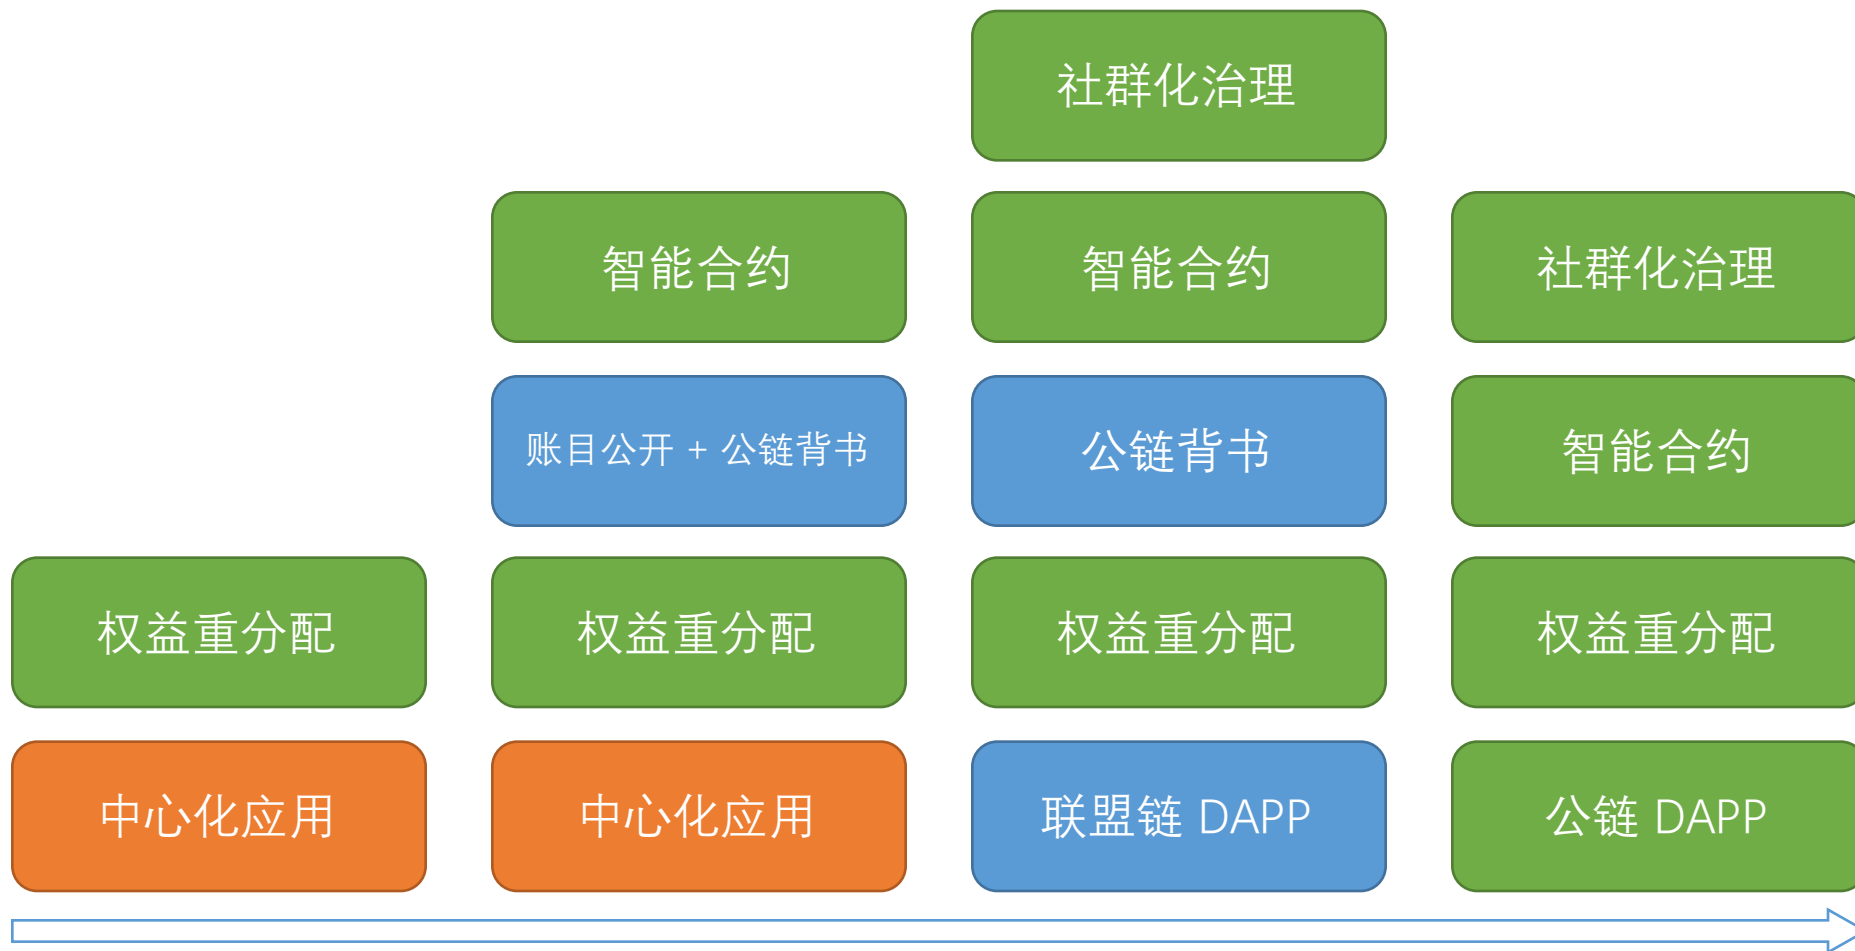 社群化治理
智能合约
智能合约
社群化治理
账目公开 + 公链背书
公链背书
智能合约
权益重分配
权益重分配
权益重分配
权益重分配
中心化应用
中心化应用
联盟链 DAPP
公链 DAPP